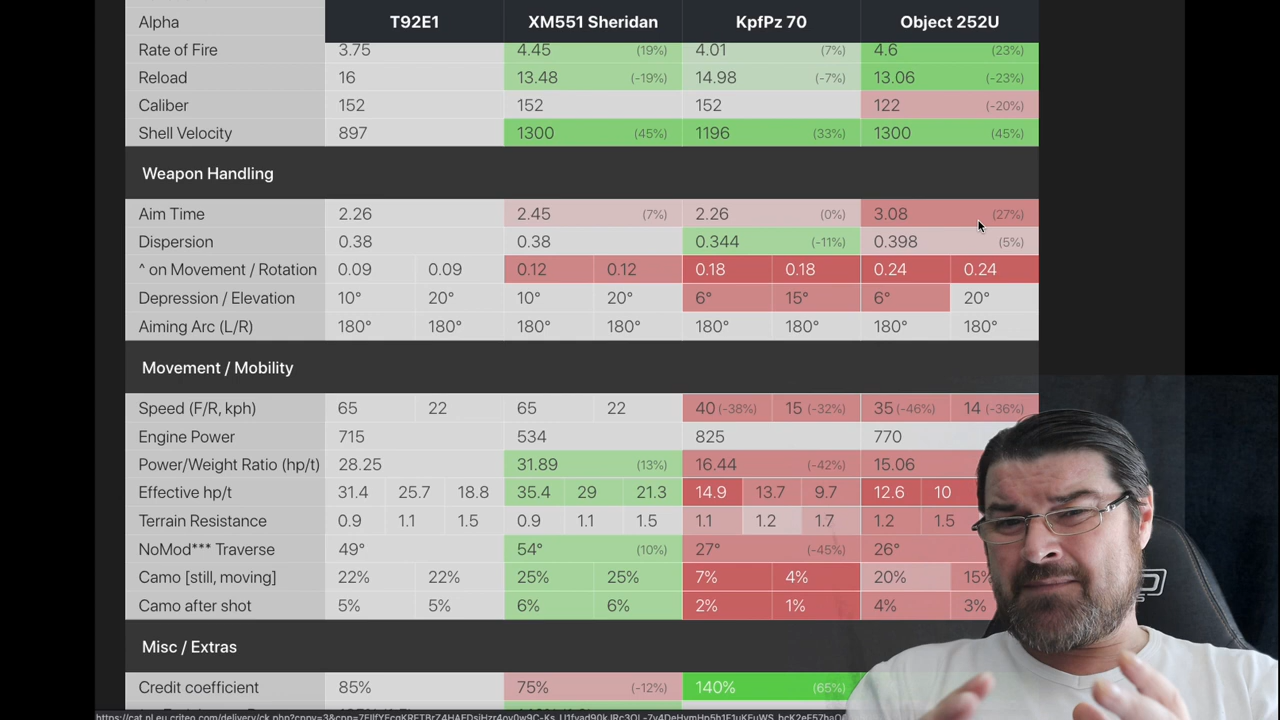 Alpha T92E1 XM551 Sheridan KpfPz 70 Object 252U
Rate of Fire 3.75 4.45 (19%) 4.01 (7%) 4.6 (23%)
Reload 16 13.48 (-19%) 14.98 (-7%) 13.06 (-23%)
Caliber 152 152 152 122 (-20%)
Shell Velocity 897 1300 (45%) 1196 (33%) 1300 (45%)
Weapon Handling
Aim Time 2.26 2.45 (7%) 2.26 (0%) 3.08 (27%)
Dispersion 0.38 0.38 0.344 (-11%) 0.398 (5%)
^ on Movement / Rotation 0.09 0.09 0.12 0.12 0.18 0.18 0.24 0.24
Depression / Elevation 10° 20° 10° 20° 6° 15° 6° 20°
Aiming Arc (L/R) 180° 180° 180° 180° 180° 180° 180° 180°
Movement / Mobility
Speed (F/R, kph) 65 22 65 22 40 (-38%) 15 (-32%) 35 (-46%) 14 (-36%)
Engine Power 715 534 825 770
Power/Weight Ratio (hp/t) 28.25 31.89 (13%) 16.44 (-42%) 15.06
Effective hp/t 31.4 25.7 18.8 35.4 29 21.3 14.9 13.7 9.7 12.6 10
Terrain Resistance 0.9 1.1 1.5 0.9 1.1 1.5 1.1 1.2 1.7 1.2 1.5
NoMod*** Traverse 49° 54° (10%) 27° (-45%) 26°
Camo [still, moving] 22% 22% 25% 25% 7% 4% 20% 15%
Camo after shot 5% 5% 6% 6% 2% 1% 4% 3%
Misc / Extras
Credit coefficient 85% 75% (-12%) 140% (65%)